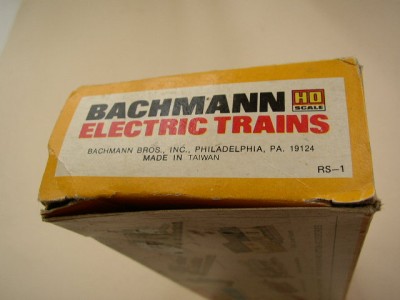 BACHMANN HO SCALE
ELECTRIC TRAINS
BACHMANN BROS., INC., PHILADELPHIA, PA. 19124
MADE IN TAIWAN
RS-1